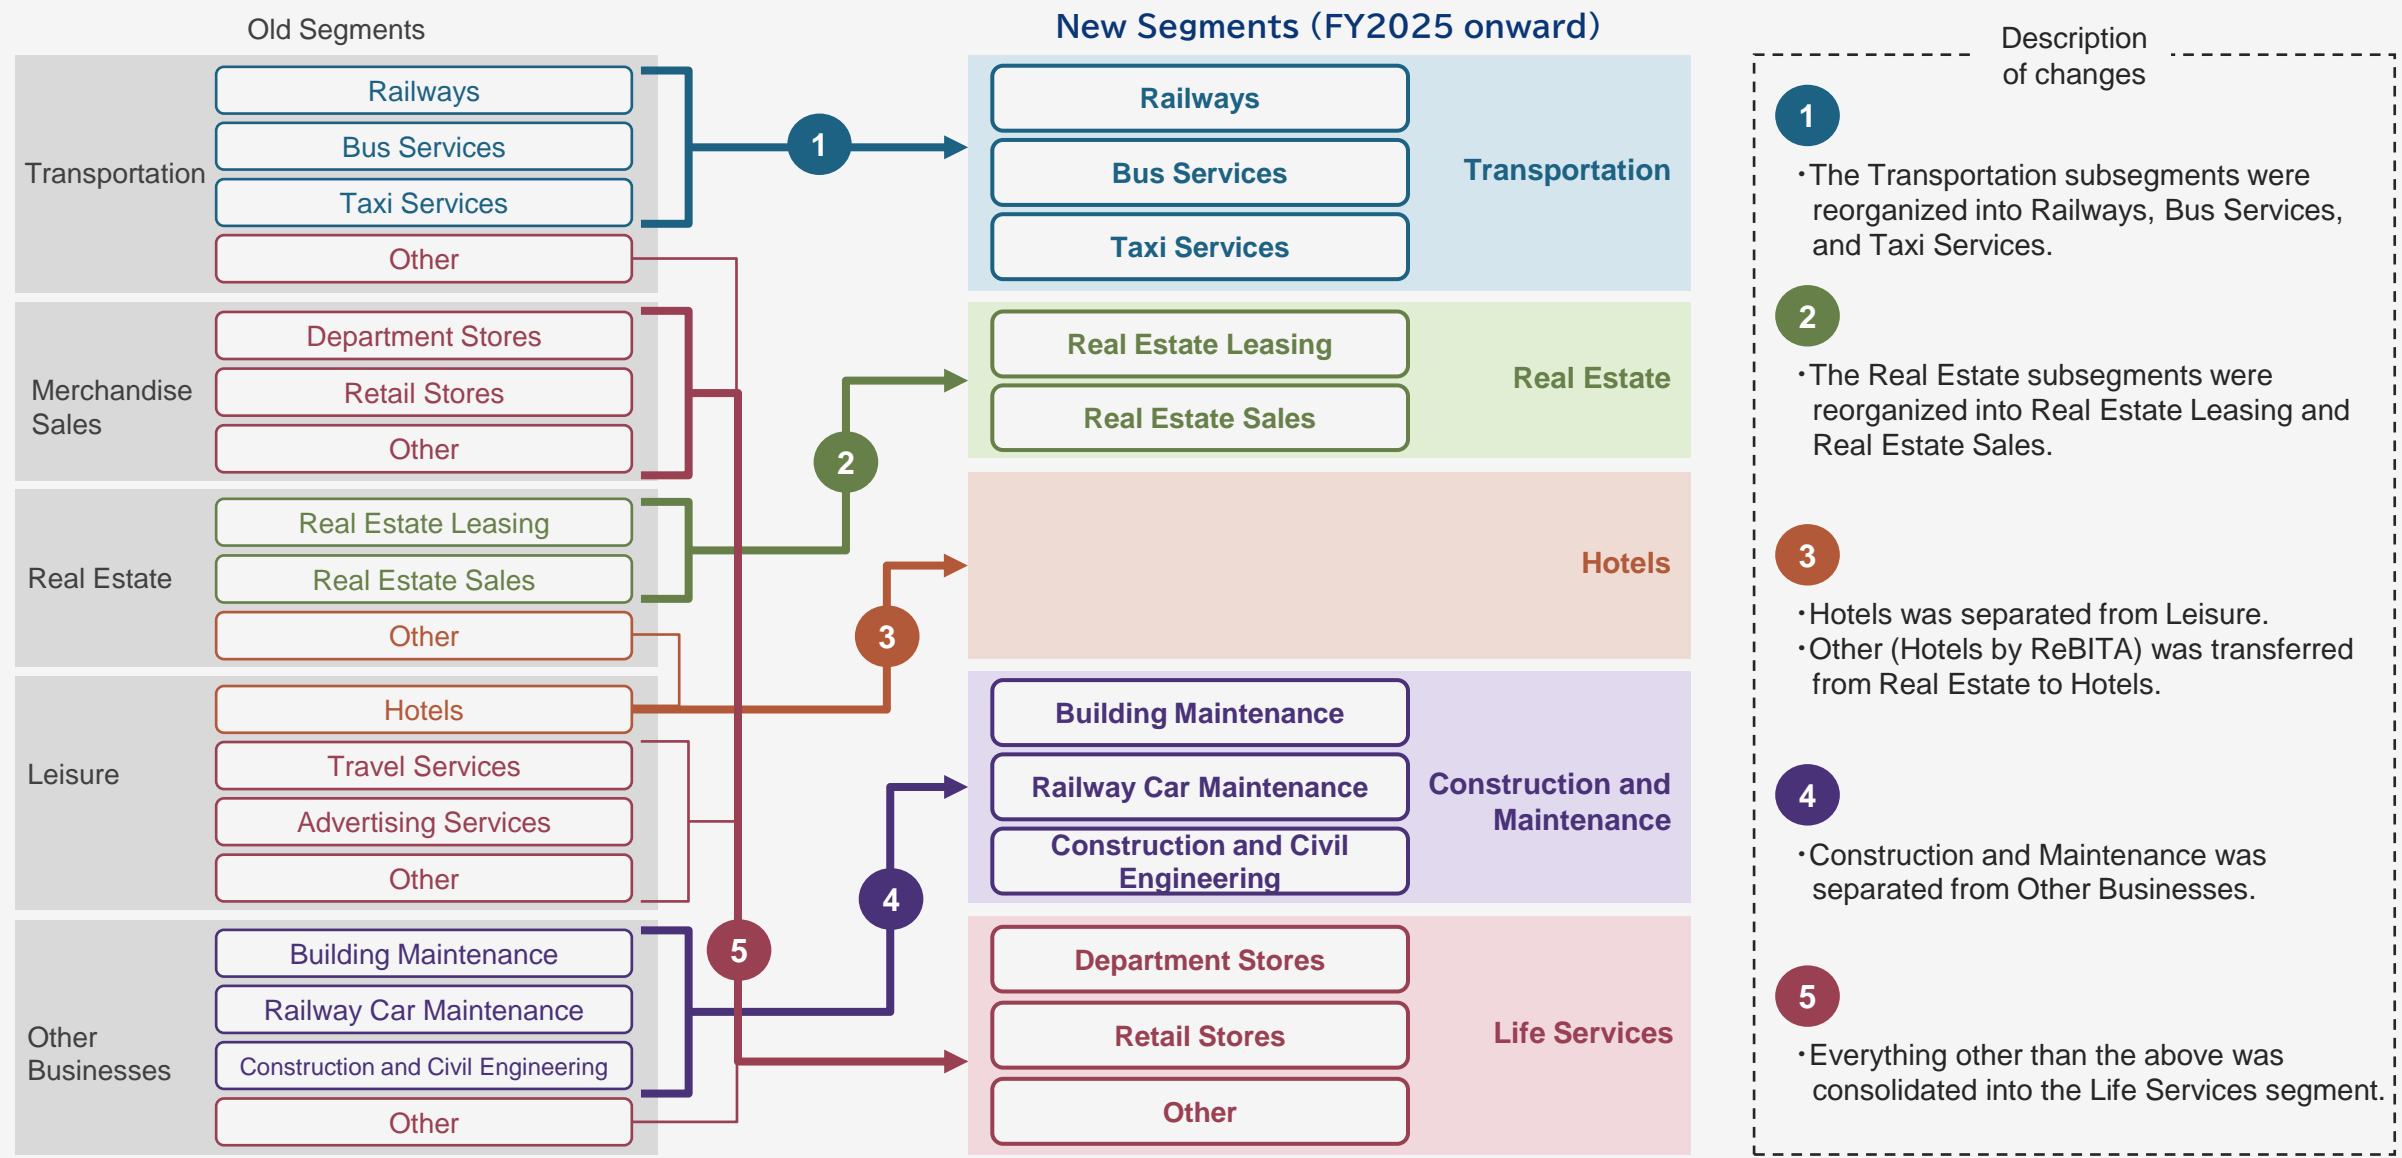 Old Segments
Transportation
Railways
Bus Services
Taxi Services
Other
Merchandise
Sales
Department Stores
Retail Stores
Other
Real Estate
Real Estate Leasing
Real Estate Sales
Other
Leisure
Hotels
Travel Services
Advertising Services
Other
Other
Businesses
Building Maintenance
Railway Car Maintenance
Construction and Civil Engineering
Other
1
2
3
4
5
New Segments (FY2025 onward)
Railways
Bus Services
Taxi Services
Transportation
Real Estate Leasing
Real Estate Sales
Real Estate
Hotels
Building Maintenance
Railway Car Maintenance
Construction and Civil
Engineering
Construction and
Maintenance
Department Stores
Retail Stores
Other
Life Services
Description
of changes
1
・The Transportation subsegments were
reorganized into Railways, Bus Services,
and Taxi Services.
2
・The Real Estate subsegments were
reorganized into Real Estate Leasing and
Real Estate Sales.
3
・Hotels was separated from Leisure.
・Other (Hotels by ReBITA) was transferred
from Real Estate to Hotels.
4
・Construction and Maintenance was
separated from Other Businesses.
5
・Everything other than the above was
consolidated into the Life Services segment.